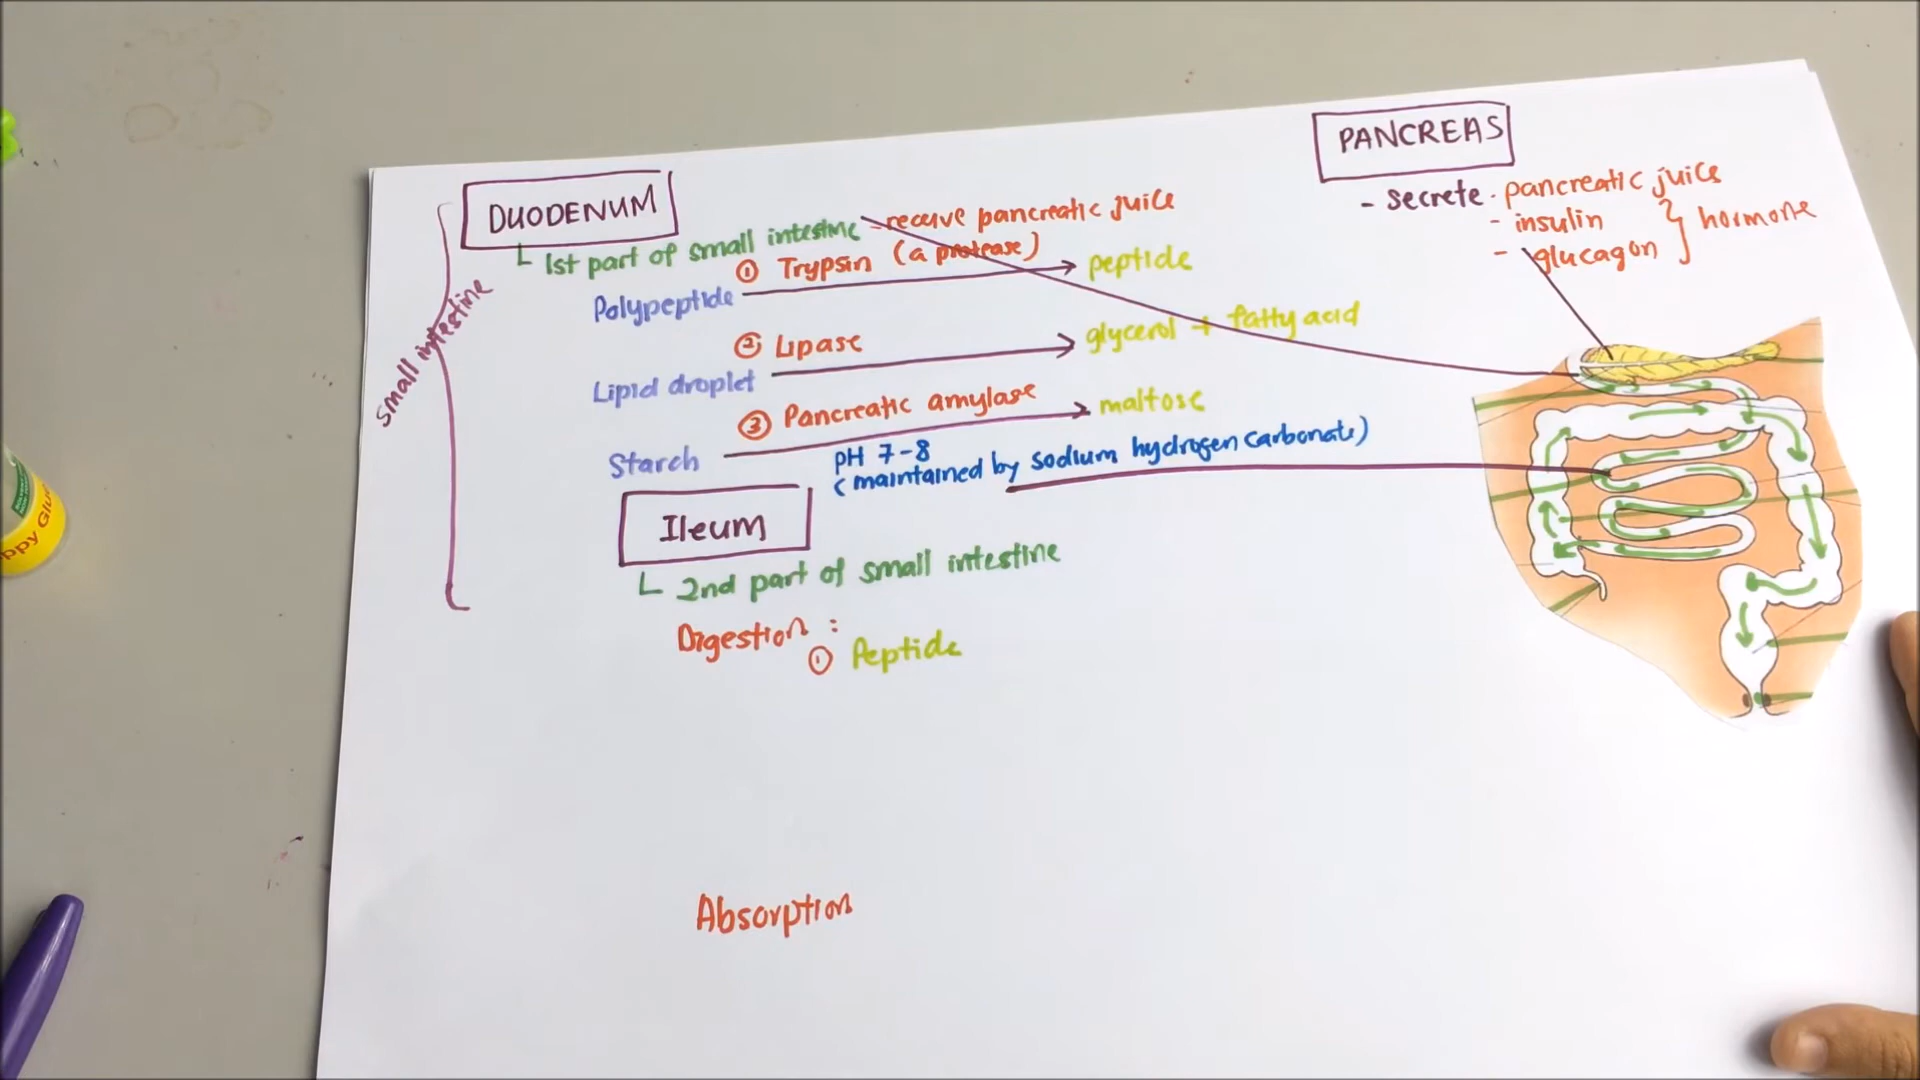 DUODENUM
└ 1st part of small intestine - receive pancreatic juice
① Trypsin (a protease)
Polypeptide → peptide
② Lipase
Lipid droplet → glycerol + fatty acid
③ Pancreatic amylase
Starch → maltose
pH 7-8
(maintained by sodium hydrogen carbonate)
small intestine
Ileum
└ 2nd part of small intestine
Digestion :
① Peptide
Absorption
PANCREAS
- secrete - pancreatic juice
- insulin } hormone
- glucagon
ppy Glu